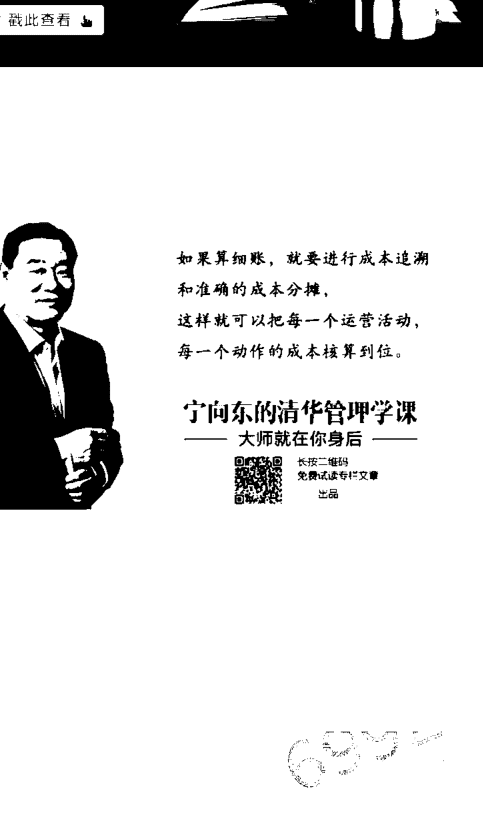 戳此查看
如果算细账，就要进行成本追溯
和准确的成本分摊，
这样就可以把每一个运营活动，
每一个动作的成本核算到位。
宁向东的清华管理学课
大师就在你身后
长按二维码
免费试读专栏文章
出品